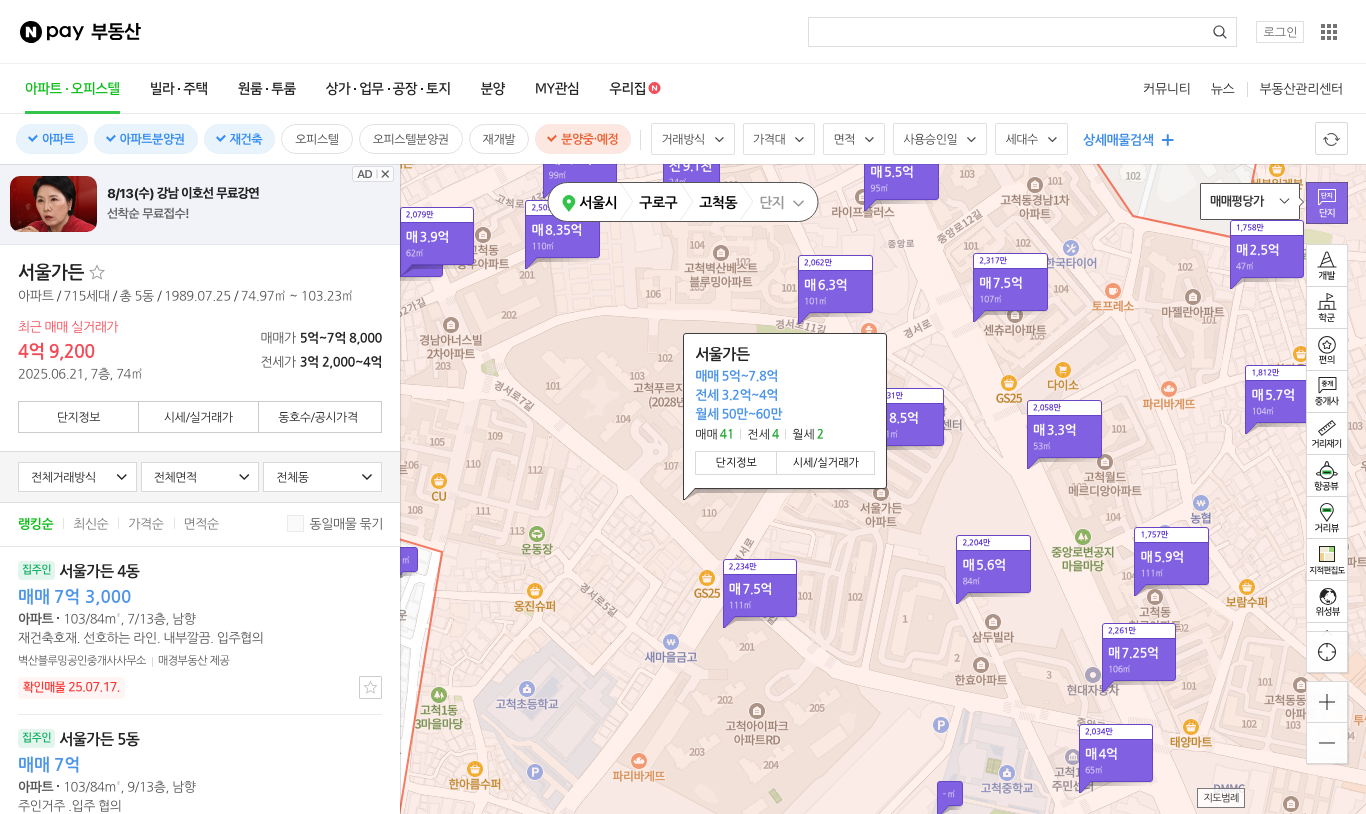 N pay 부동산
로그인
아파트·오피스텔
빌라·주택
원룸·투룸
상가·업무·공장·토지
분양
MY관심
우리집 N
커뮤니티
뉴스
부동산관리센터
아파트
아파트분양권
재건축
오피스텔
오피스텔분양권
재개발
분양중·예정
거래방식
가격대
면적
사용승인일
세대수
상세매물검색
AD
8/13(수) 강남 이호선 무료강연
선착순 무료접수!
서울가든
아파트 / 715세대 / 총 5동 / 1989.07.25 / 74.97㎡ ~ 103.23㎡
최근 매매 실거래가
4억 9,200
2025.06.21, 7층, 74㎡
매매가 5억~7억 8,000
전세가 3억 2,000~4억
단지정보
시세/실거래가
동호수/공시가격
전체거래방식
전체면적
전체동
랭킹순
최신순
가격순
면적순
동일매물 묶기
집주인 서울가든 4동
매매 7억 3,000
아파트 · 103/84㎡, 7/13층, 남향
재건축호재. 선호하는 라인. 내부깔끔. 입주협의
벽산블루밍공인중개사사무소
매경부동산 제공
확인매물 25.07.17.
집주인 서울가든 5동
매매 7억
아파트 · 103/84㎡, 9/13층, 남향
주인거주 .입주 협의
서울시
구로구
고척동
단지
매매평당가
단지
개발
학군
편의
중개
중개사
거리재기
항공뷰
거리뷰
지적편집도
위성뷰
지도범례
99㎡
매5.5억
95㎡
2,079만
매3.9억
62㎡
매8.35억
110㎡
2,062만
매6.3억
101㎡
2,317만
매7.5억
107㎡
1,758만
매2.5억
47㎡
1,812만
매5.7억
104㎡
2,058만
매3.3억
53㎡
31만
8.5억
2,204만
매5.6억
84㎡
1,757만
매5.9억
111㎡
2,234만
매7.5억
111㎡
2,261만
매7.25억
106㎡
2,034만
매4억
65㎡
- ㎡
서울가든
매매 5억~7.8억
전세 3.2억~4억
월세 50만~60만
매매 41
전세 4
월세 2
단지정보
시세/실거래가
라이프플러스
고척동경남1차
아파트
중앙로12길
중앙로
한국타이어
고척벽산베스트
블루밍아파트
토프레소
마젤란아파트
센츄리아파트
경남아너스빌
2차아파트
경서로11길
경서로
경서로7길
고척푸르지
(2028년
다이소
GS25
파리바게뜨
고척월드
메르디앙아파트
서울가든
아파트
CU
운동장
농협
중앙로변공지
마을마당
GS25
웅진슈퍼
경서로5길
경서로
보람슈퍼
새마을금고
삼두빌라
한효아파트
현대자동차
고척초등학교
고척1동
3마을마당
고척아이파크
아파트RD
파리바게뜨
한아름수퍼
고척중학교
태양마트
P
P